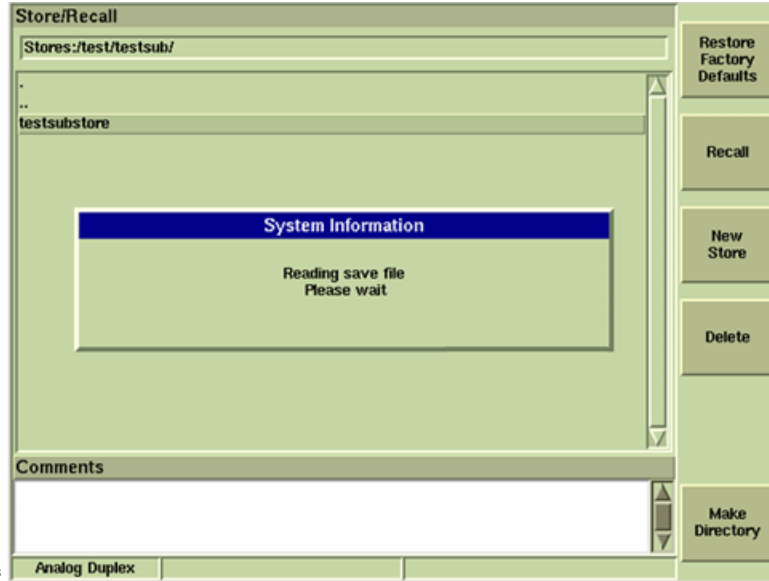 Store/Recall
Stores:/test/testsub/
.
..
testsubstore
System Information
Reading save file
Please wait
Comments
Analog Duplex
Restore
Factory
Defaults
Recall
New
Store
Delete
Make
Directory